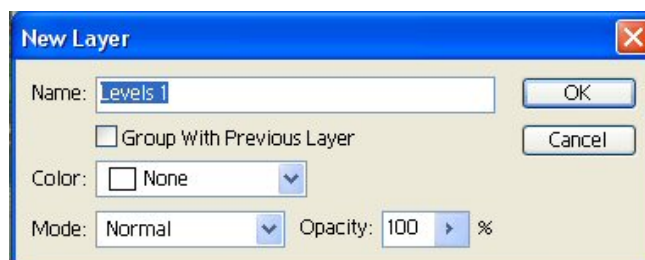 New Layer
Name: Levels 1 OK
Group With Previous Layer Cancel
Color: None
Mode: Normal Opacity: 100 %